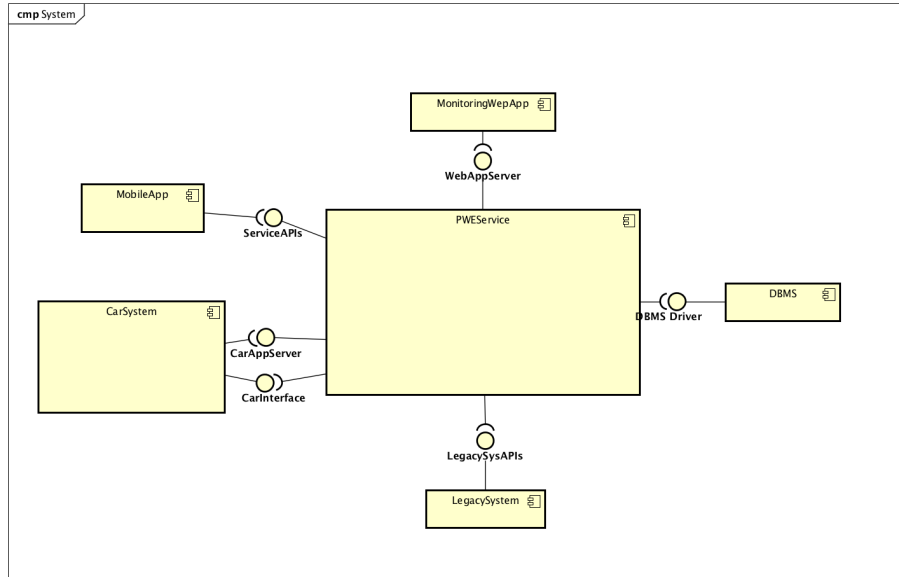 cmp System
MonitoringWepApp
WebAppServer
MobileApp
ServiceAPIs
PWEService
CarSystem
CarAppServer
CarInterface
DBMS
DBMS Driver
LegacySysAPIs
LegacySystem